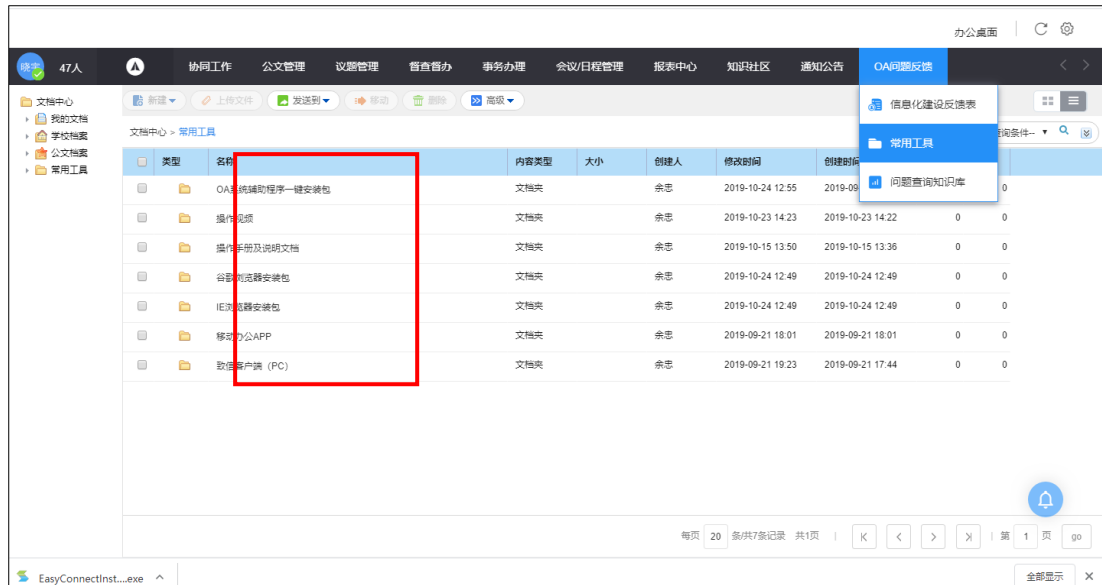 办公桌面
晓宇 47人 协同工作 公文管理 议题管理 督查督办 事务办理 会议/日程管理 报表中心 知识社区 通知公告 OA问题反馈
文档中心
我的文档
学校档案
公文档案
常用工具
新建 上传文件 发送到 移动 删除 高级
信息化建设反馈表
常用工具
问题查询知识库
文档中心 > 常用工具
询条件--
类型 名称 内容类型 大小 创建人 修改时间 创建时间
OA系统辅助程序一键安装包 文档夹 余忠 2019-10-24 12:55 2019-09 0
操作视频 文档夹 余忠 2019-10-23 14:23 2019-10-23 14:22 0 0
操作手册及说明文档 文档夹 余忠 2019-10-15 13:50 2019-10-15 13:36 0 0
谷歌浏览器安装包 文档夹 余忠 2019-10-24 12:49 2019-10-24 12:49 0 0
IE浏览器安装包 文档夹 余忠 2019-10-24 12:49 2019-10-24 12:49 0 0
移动办公APP 文档夹 余忠 2019-09-21 18:01 2019-09-21 18:01 0 0
致信客户端（PC） 文档夹 余忠 2019-09-21 19:23 2019-09-21 17:44 0 0
每页 20 条/共7条记录 共1页 第 1 页 go
EasyConnectInst....exe 全部显示